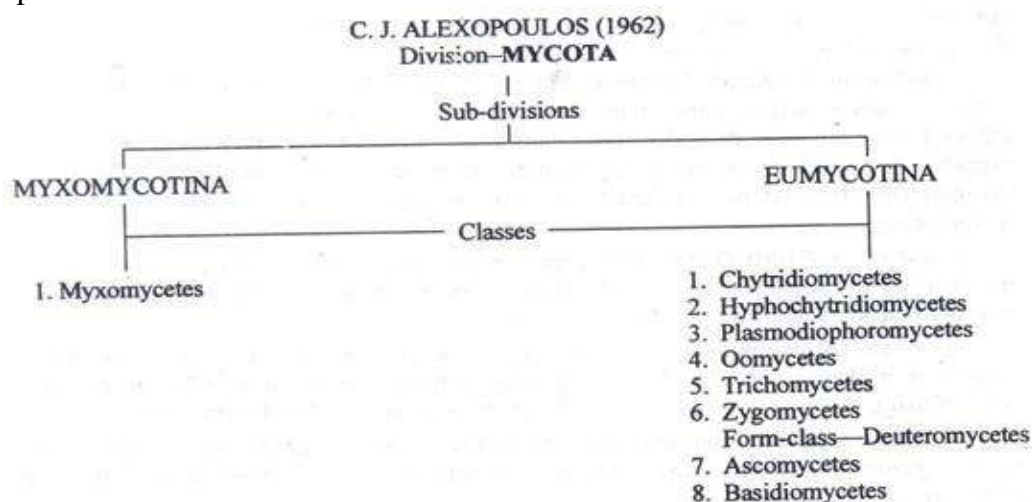 C. J. ALEXOPOULOS (1962)
Division–MYCOTA
Sub-divisions
MYXOMYCOTINA
EUMYCOTINA
Classes
1. Myxomycetes
1. Chytridiomycetes
2. Hyphochytridiomycetes
3. Plasmodiophoromycetes
4. Oomycetes
5. Trichomycetes
6. Zygomycetes
Form-class—Deuteromycetes
7. Ascomycetes
8. Basidiomycetes